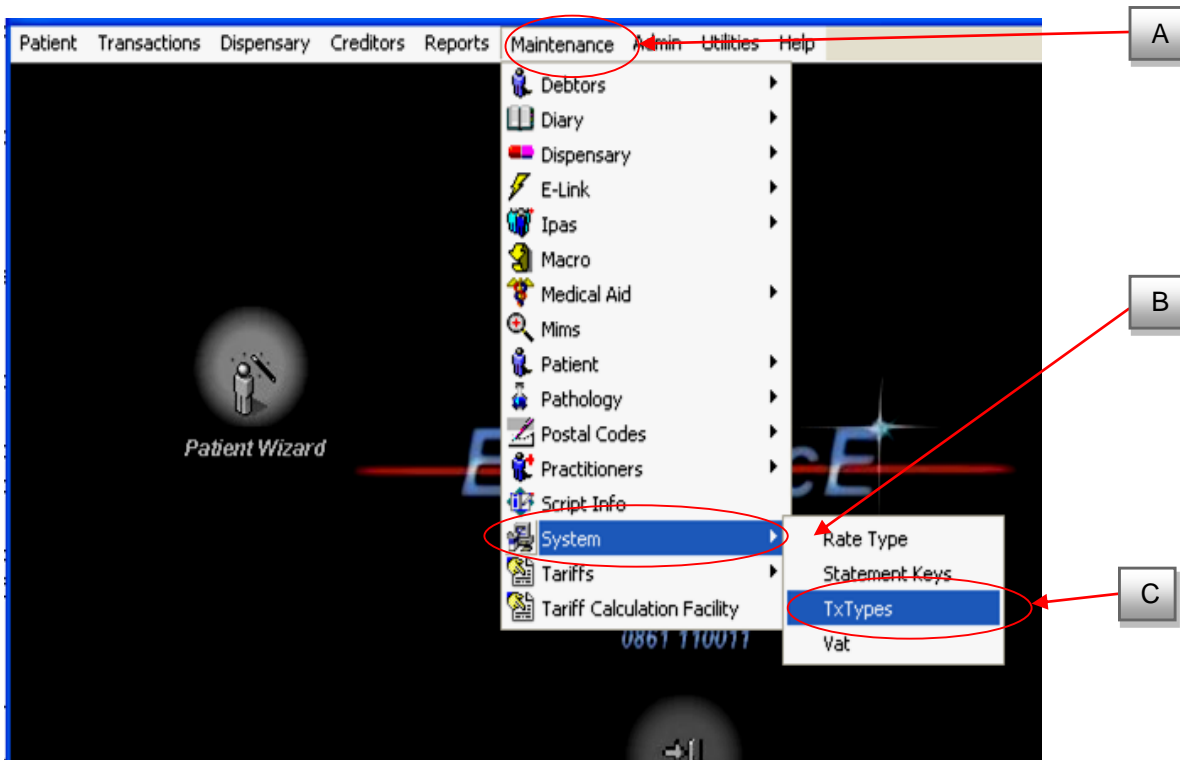 Patient Transactions Dispensary Creditors Reports Maintenance Admin Utilities Help
A
Debtors
Diary
Dispensary
E-Link
Ipas
Macro
Medical Aid
B
Mims
Patient
Pathology
Patient Wizard
Postal Codes
Practitioners
Script Info
System
Rate Type
Tariffs
Statement Keys
C
Tariff Calculation Facility
TxTypes
0861 110011
Vat